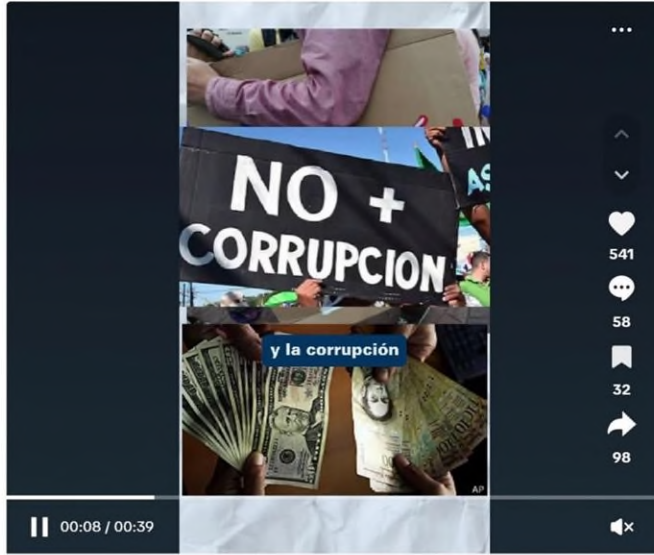 541
58
32
98
NO +
CORRUPCION
y la corrupción
AP
00:08 / 00:39